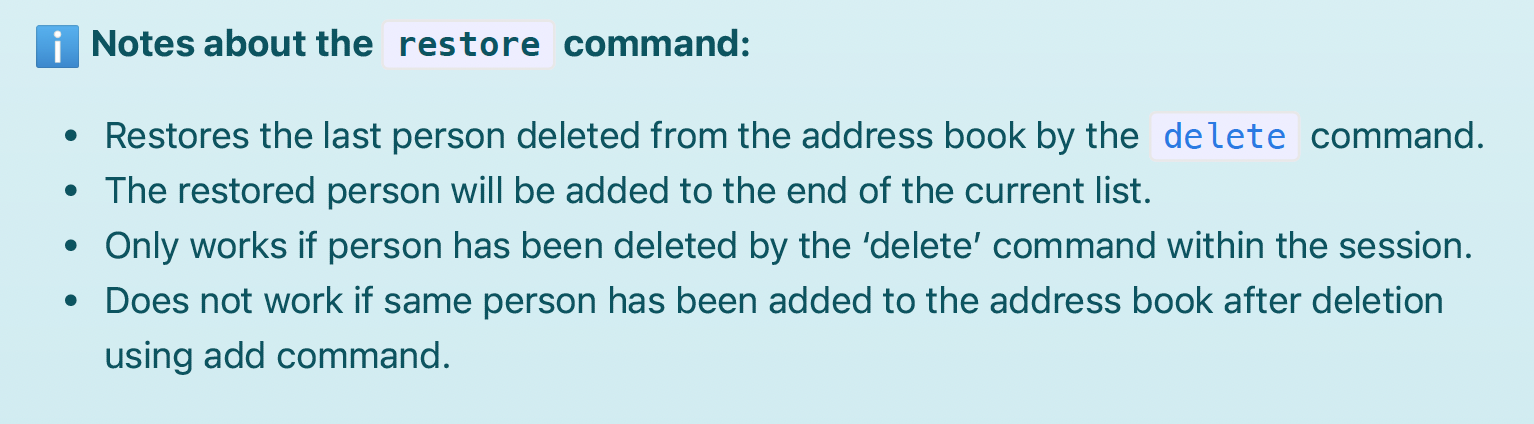 Notes about the restore command:
Restores the last person deleted from the address book by the delete command.
The restored person will be added to the end of the current list.
Only works if person has been deleted by the ‘delete’ command within the session.
Does not work if same person has been added to the address book after deletion
using add command.